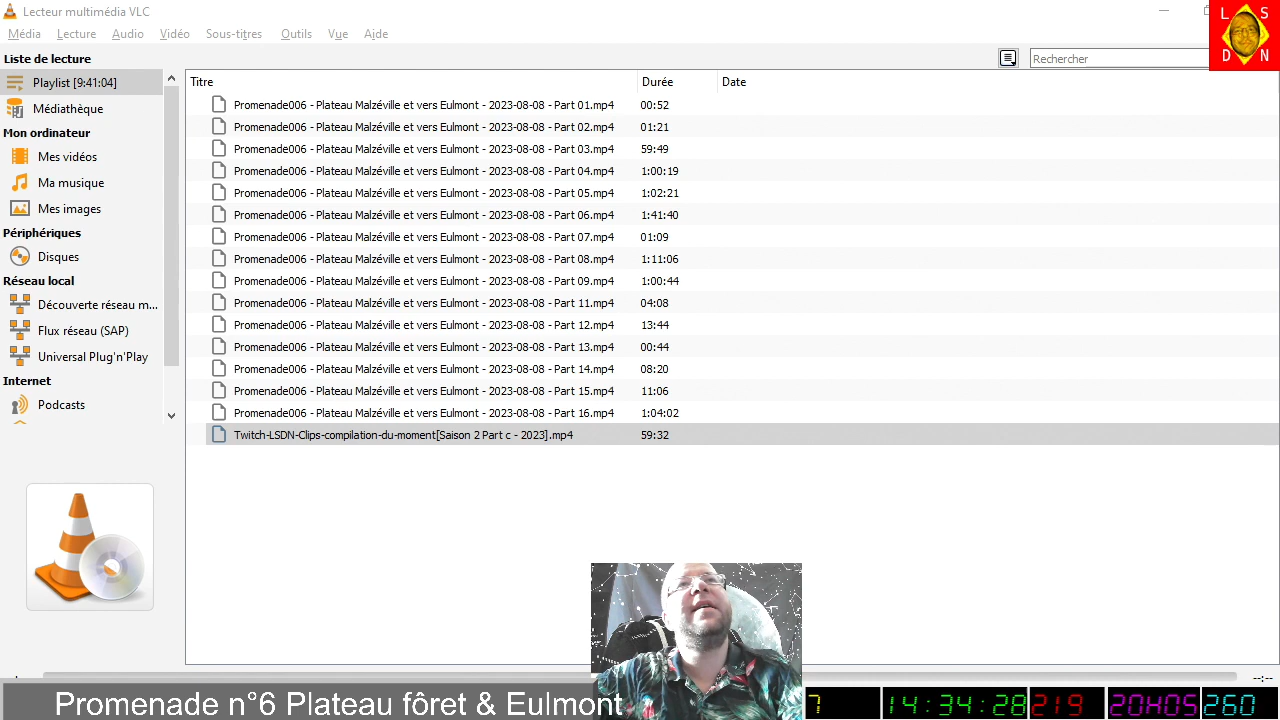 Lecteur multimédia VLC
Média Lecture Audio Vidéo Sous-titres Outils Vue Aide
L S
D N
Liste de lecture
Rechercher
Playlist [9:41:04]
Médiathèque
Mon ordinateur
Mes vidéos
Ma musique
Mes images
Périphériques
Disques
Réseau local
Découverte réseau m...
Flux réseau (SAP)
Universal Plug'n'Play
Internet
Podcasts
Titre Durée Date
Promenade006 - Plateau Malzéville et vers Eulmont - 2023-08-08 - Part 01.mp4 00:52
Promenade006 - Plateau Malzéville et vers Eulmont - 2023-08-08 - Part 02.mp4 01:21
Promenade006 - Plateau Malzéville et vers Eulmont - 2023-08-08 - Part 03.mp4 59:49
Promenade006 - Plateau Malzéville et vers Eulmont - 2023-08-08 - Part 04.mp4 1:00:19
Promenade006 - Plateau Malzéville et vers Eulmont - 2023-08-08 - Part 05.mp4 1:02:21
Promenade006 - Plateau Malzéville et vers Eulmont - 2023-08-08 - Part 06.mp4 1:41:40
Promenade006 - Plateau Malzéville et vers Eulmont - 2023-08-08 - Part 07.mp4 01:09
Promenade006 - Plateau Malzéville et vers Eulmont - 2023-08-08 - Part 08.mp4 1:11:06
Promenade006 - Plateau Malzéville et vers Eulmont - 2023-08-08 - Part 09.mp4 1:00:44
Promenade006 - Plateau Malzéville et vers Eulmont - 2023-08-08 - Part 11.mp4 04:08
Promenade006 - Plateau Malzéville et vers Eulmont - 2023-08-08 - Part 12.mp4 13:44
Promenade006 - Plateau Malzéville et vers Eulmont - 2023-08-08 - Part 13.mp4 00:44
Promenade006 - Plateau Malzéville et vers Eulmont - 2023-08-08 - Part 14.mp4 08:20
Promenade006 - Plateau Malzéville et vers Eulmont - 2023-08-08 - Part 15.mp4 11:06
Promenade006 - Plateau Malzéville et vers Eulmont - 2023-08-08 - Part 16.mp4 1:04:02
Twitch-LSDN-Clips-compilation-du-moment[Saison 2 Part c - 2023].mp4 59:32
--:--
Promenade n°6 Plateau fôret & Eulmont 7 14:34:28 219 20H05 260